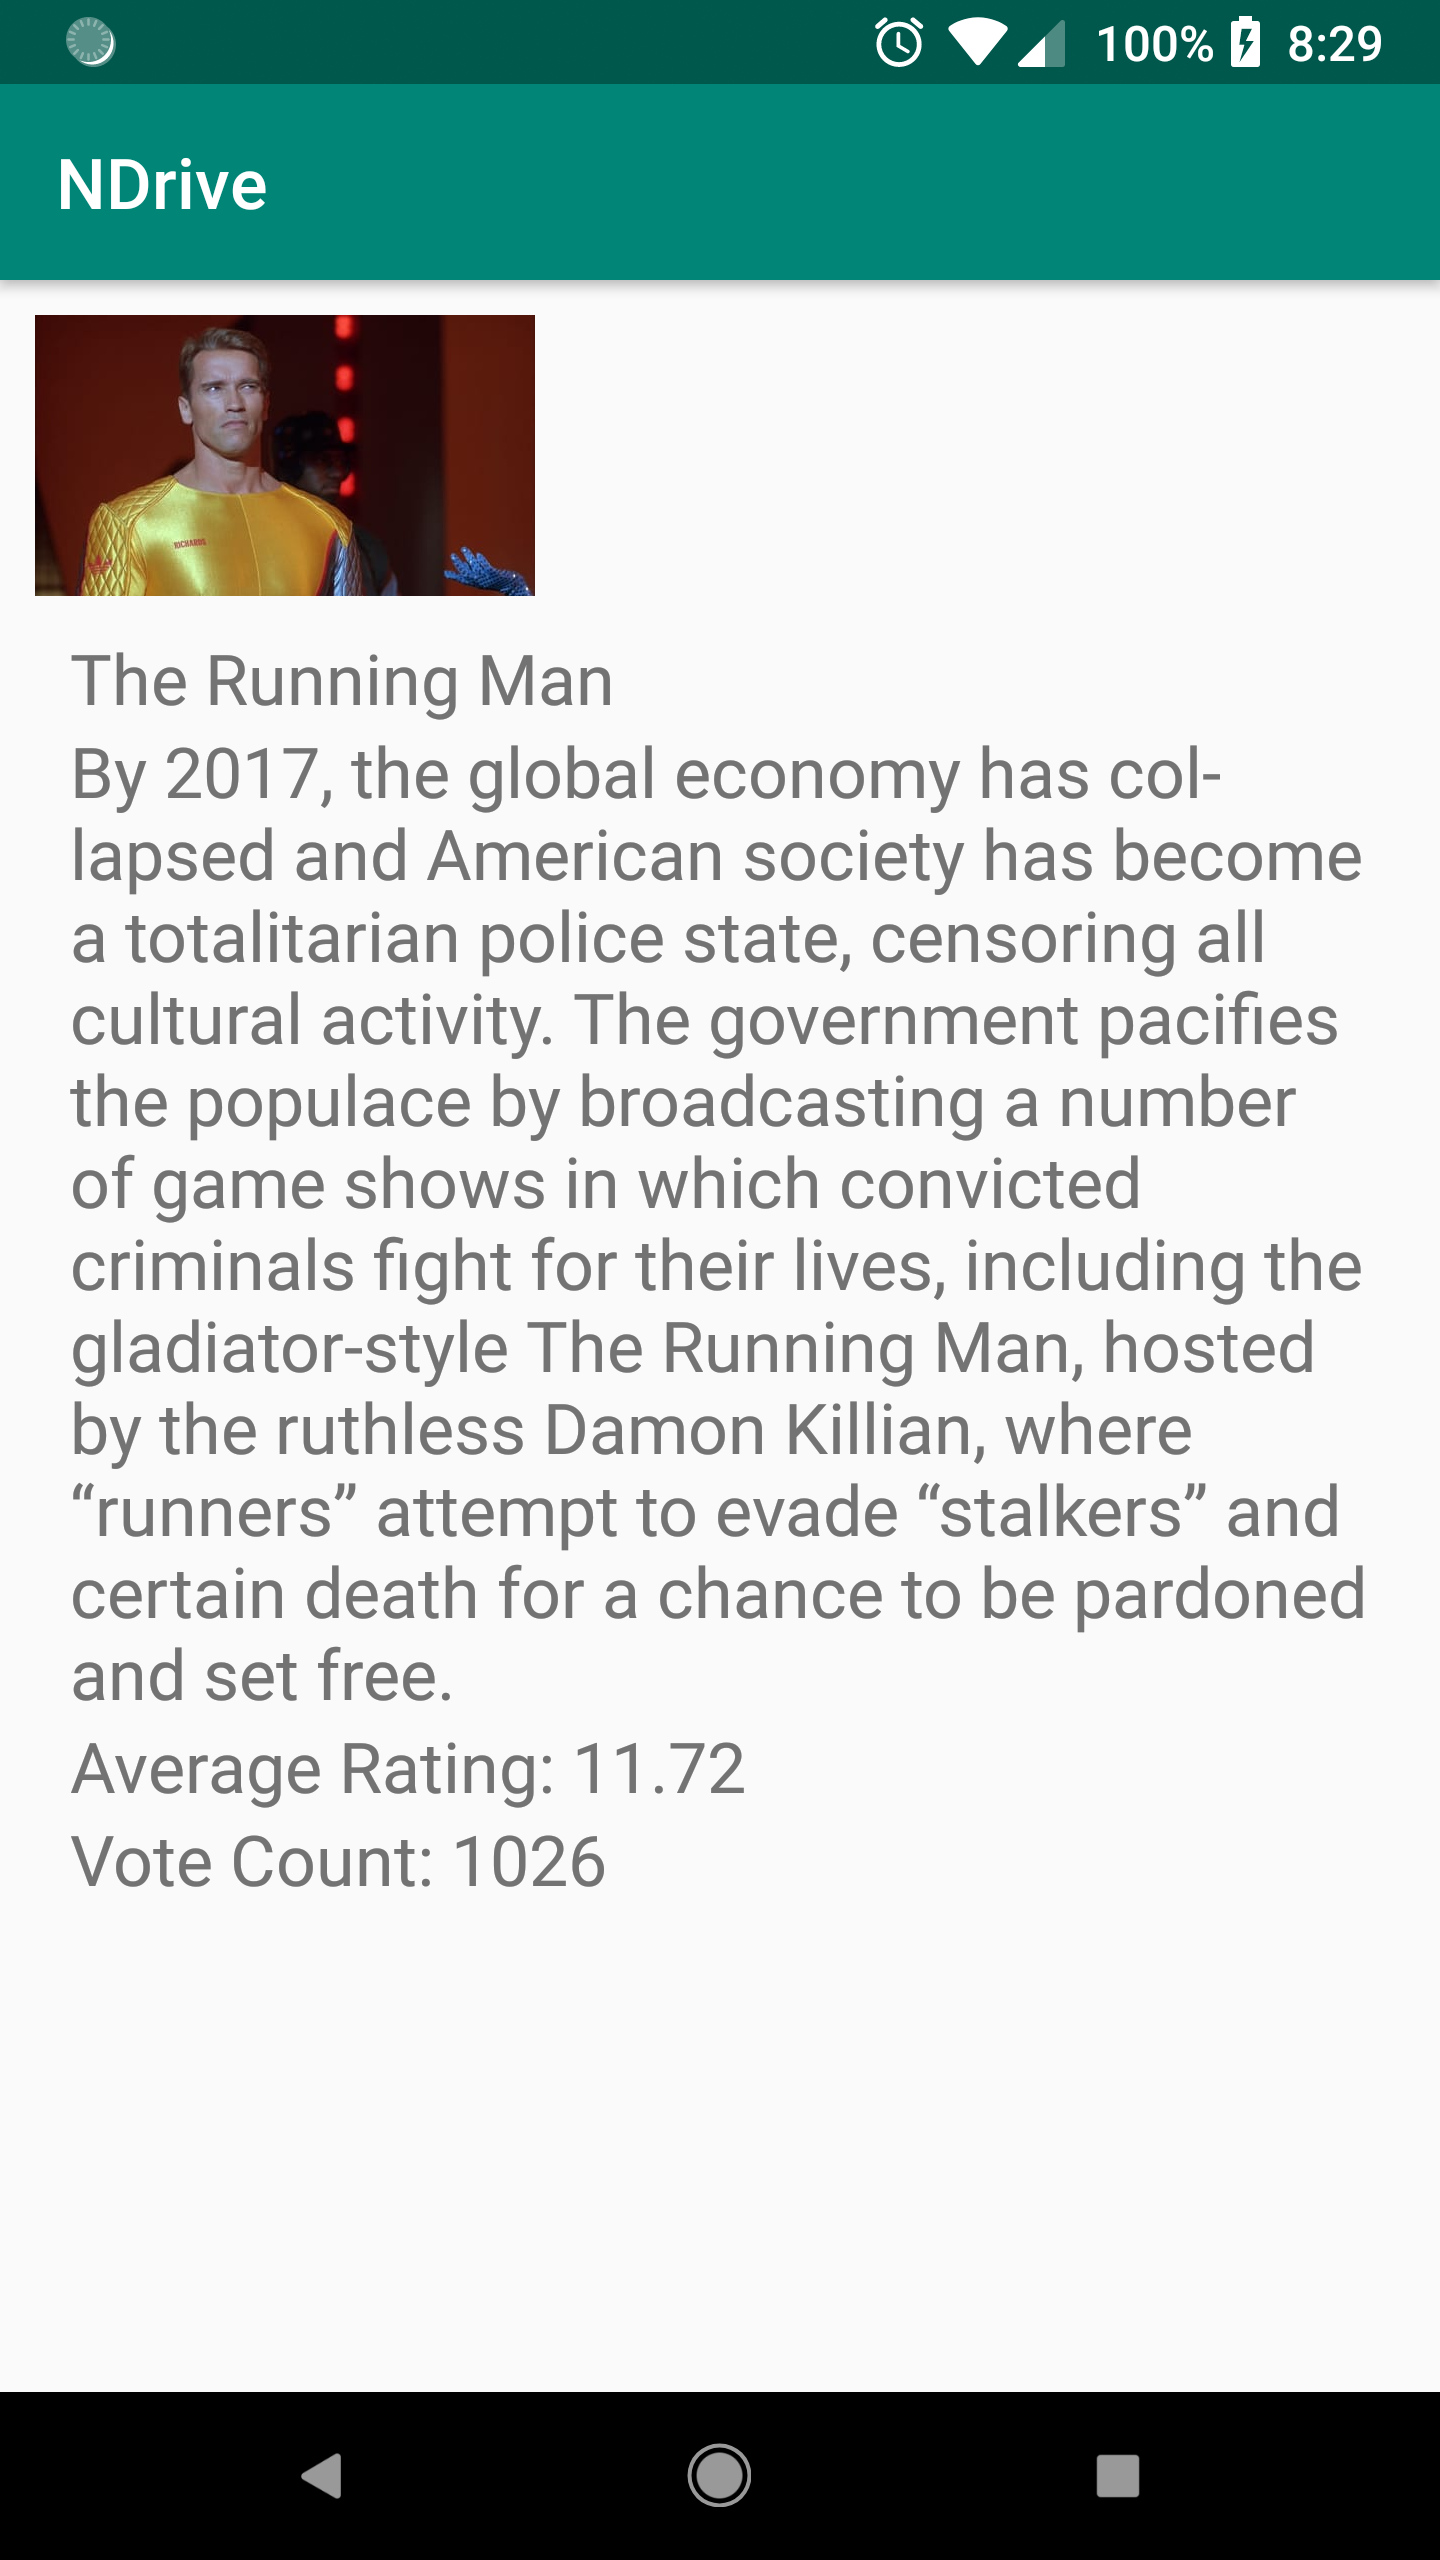 100% 8:29
NDrive
RICHARDS
The Running Man
By 2017, the global economy has col-
lapsed and American society has become
a totalitarian police state, censoring all
cultural activity. The government pacifies
the populace by broadcasting a number
of game shows in which convicted
criminals fight for their lives, including the
gladiator-style The Running Man, hosted
by the ruthless Damon Killian, where
“runners” attempt to evade “stalkers” and
certain death for a chance to be pardoned
and set free.
Average Rating: 11.72
Vote Count: 1026